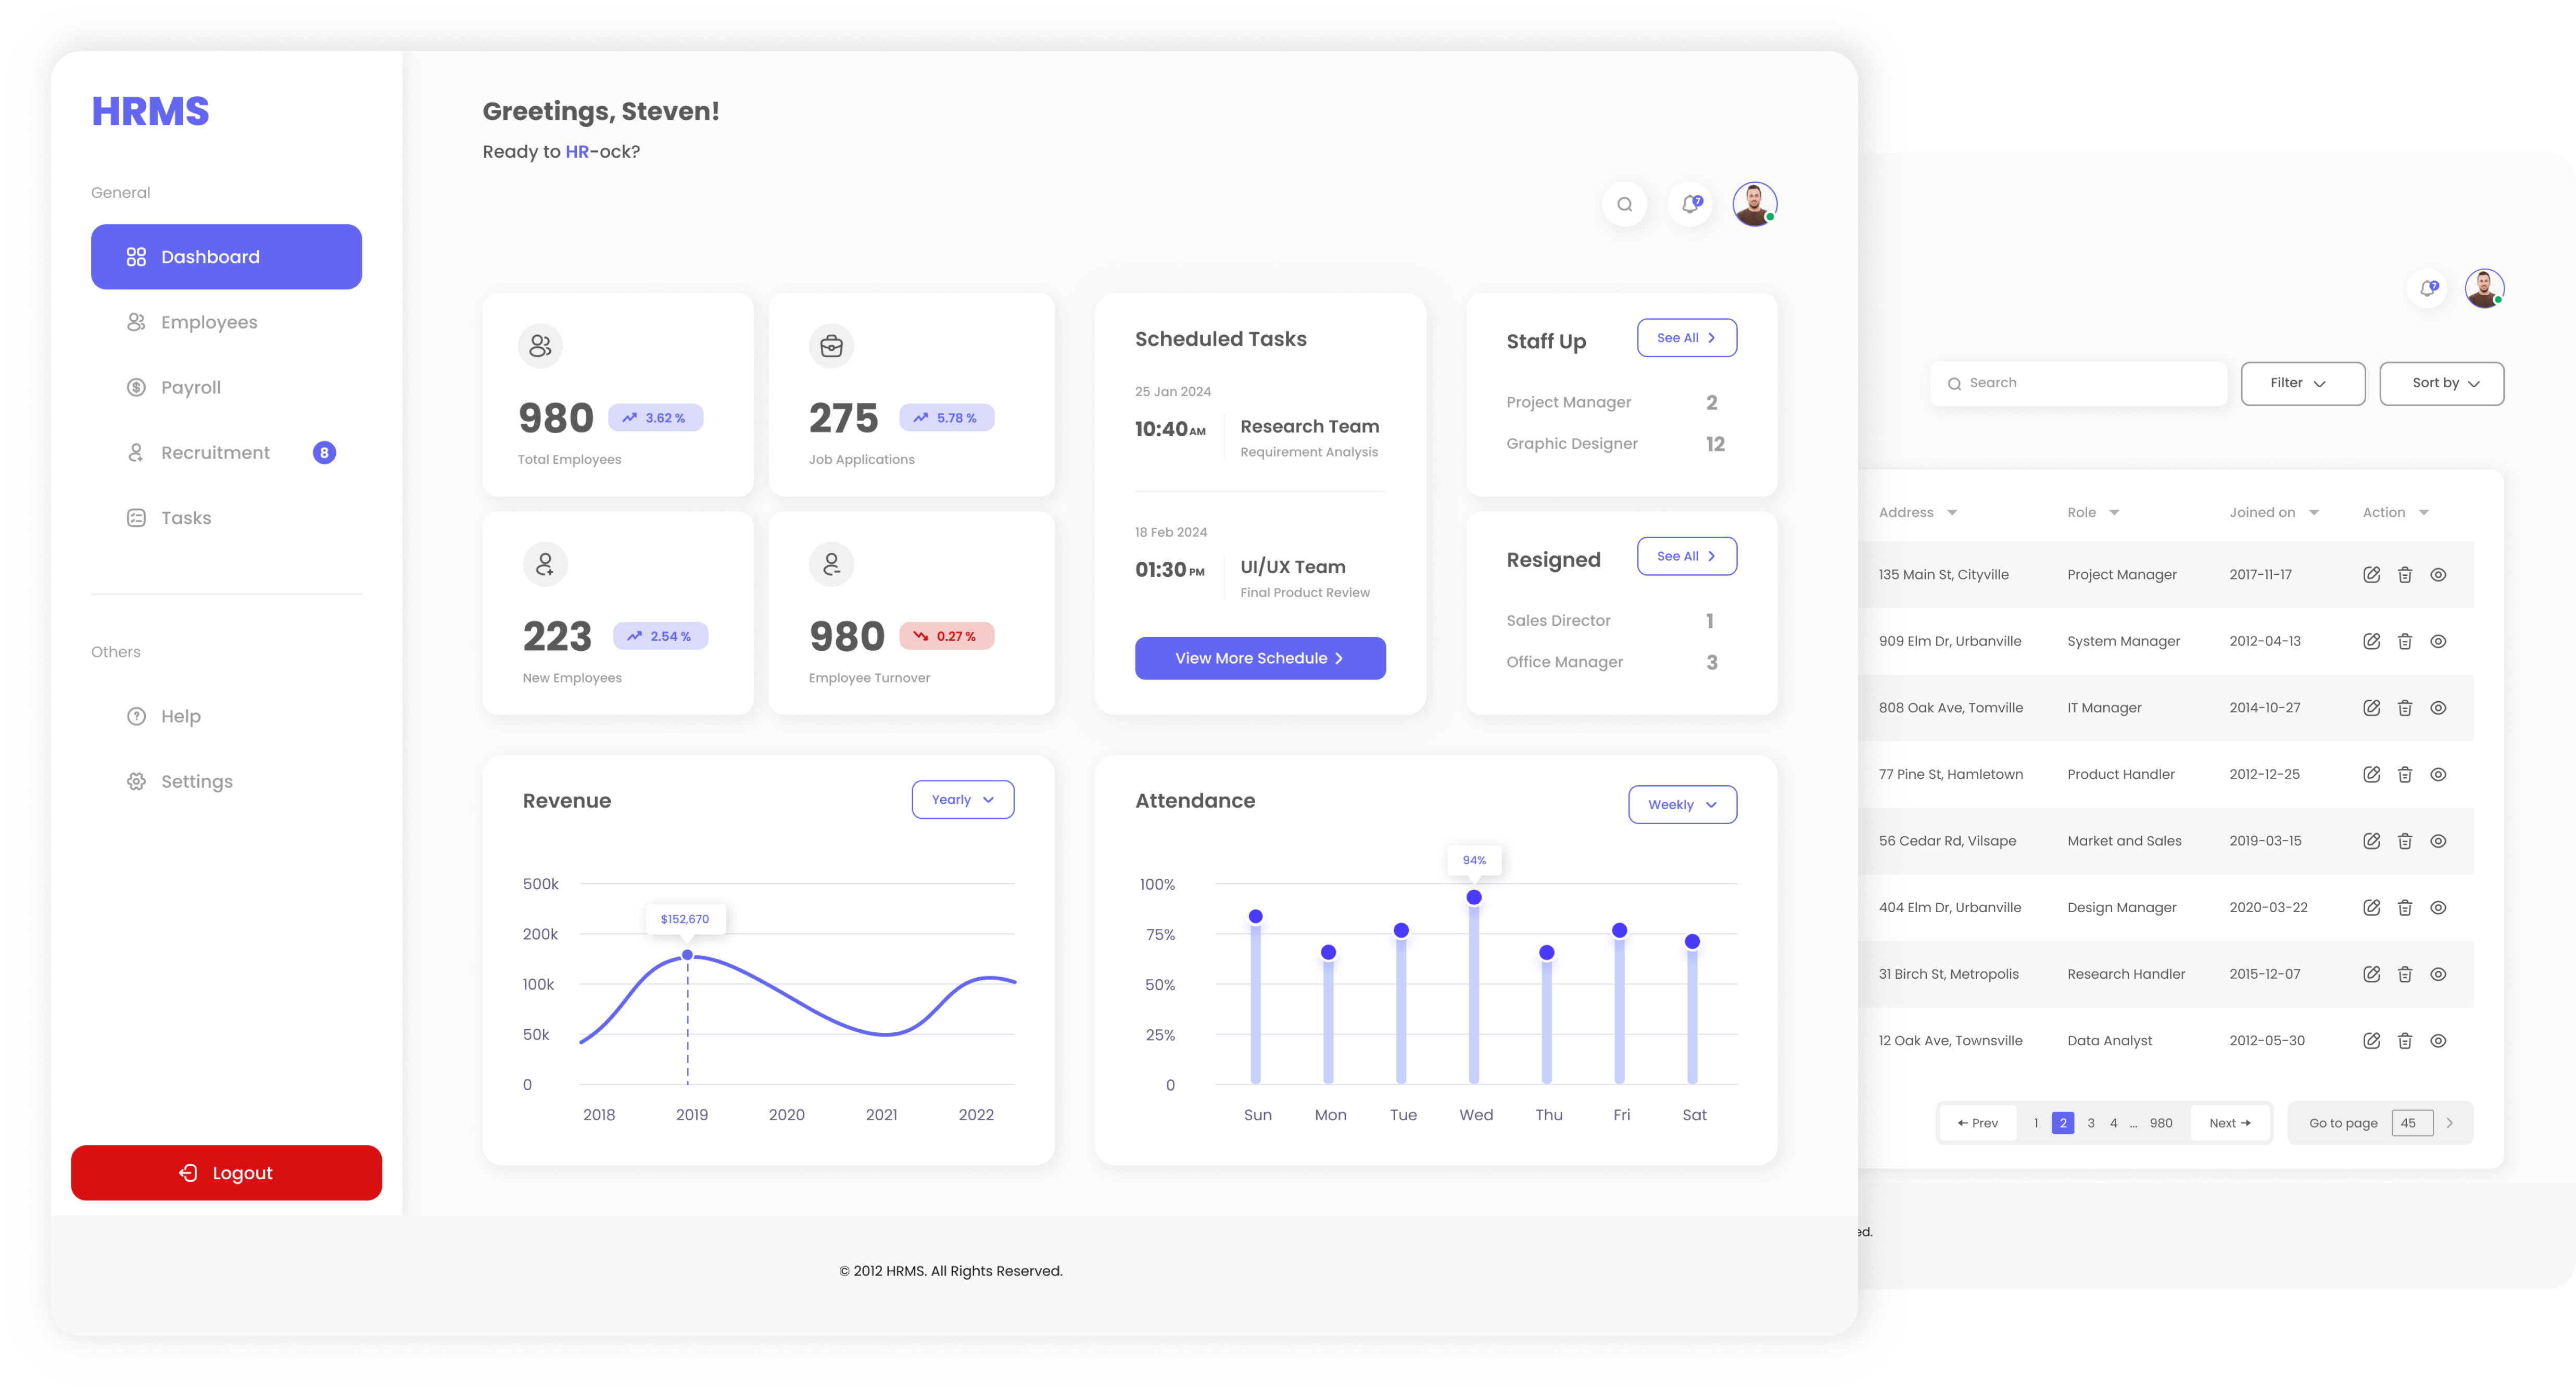 HRMS
General
Dashboard
Employees
Payroll
Recruitment 8
Tasks
Others
Help
Settings
Logout
Greetings, Steven!
Ready to HR-ock?
7
980 3.62 %
Total Employees
275 5.78 %
Job Applications
223 2.54 %
New Employees
980 0.27 %
Employee Turnover
Scheduled Tasks
25 Jan 2024
10:40 AM Research Team
Requirement Analysis
18 Feb 2024
01:30 PM UI/UX Team
Final Product Review
View More Schedule
Staff Up See All
Project Manager 2
Graphic Designer 12
Resigned See All
Sales Director 1
Office Manager 3
Revenue Yearly
500k
$152,670
200k
100k
50k
0
2018 2019 2020 2021 2022
Attendance Weekly
94%
100%
75%
50%
25%
0
Sun Mon Tue Wed Thu Fri Sat
© 2012 HRMS. All Rights Reserved.
7
Search Filter Sort by
Address Role Joined on Action
135 Main St, Cityville Project Manager 2017-11-17
909 Elm Dr, Urbanville System Manager 2012-04-13
808 Oak Ave, Tomville IT Manager 2014-10-27
77 Pine St, Hamletown Product Handler 2012-12-25
56 Cedar Rd, Vilsape Market and Sales 2019-03-15
404 Elm Dr, Urbanville Design Manager 2020-03-22
31 Birch St, Metropolis Research Handler 2015-12-07
12 Oak Ave, Townsville Data Analyst 2012-05-30
Prev 1 2 3 4 ... 980 Next Go to page 45
ed.